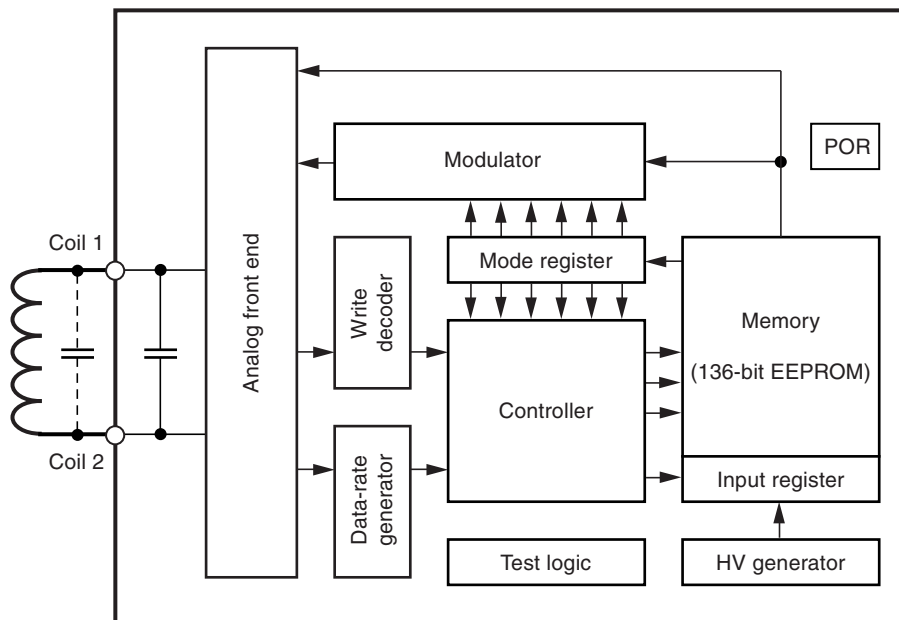 POR
Modulator
Coil 1
Analog front end
Write
decoder
Mode register
Memory
(136-bit EEPROM)
Controller
Coil 2
Data-rate
generator
Input register
Test logic
HV generator